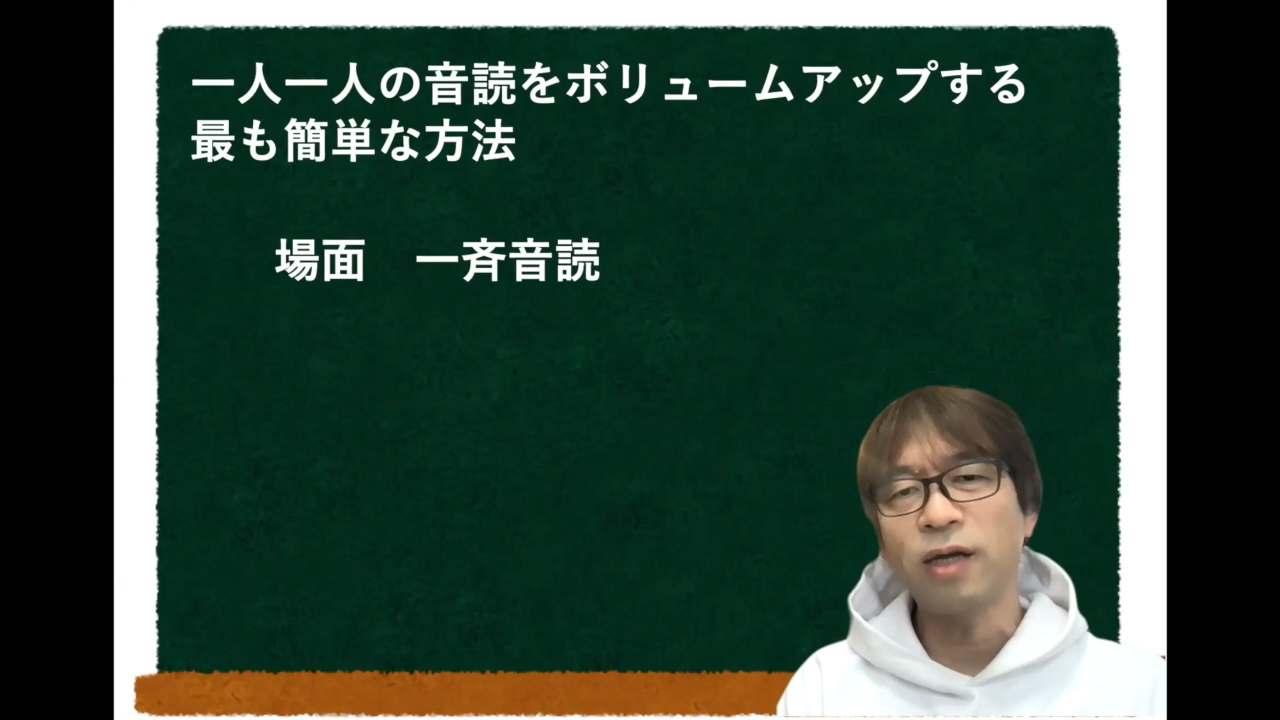 一人一人の音読をボリュームアップする
最も簡単な方法
場面　一斉音読